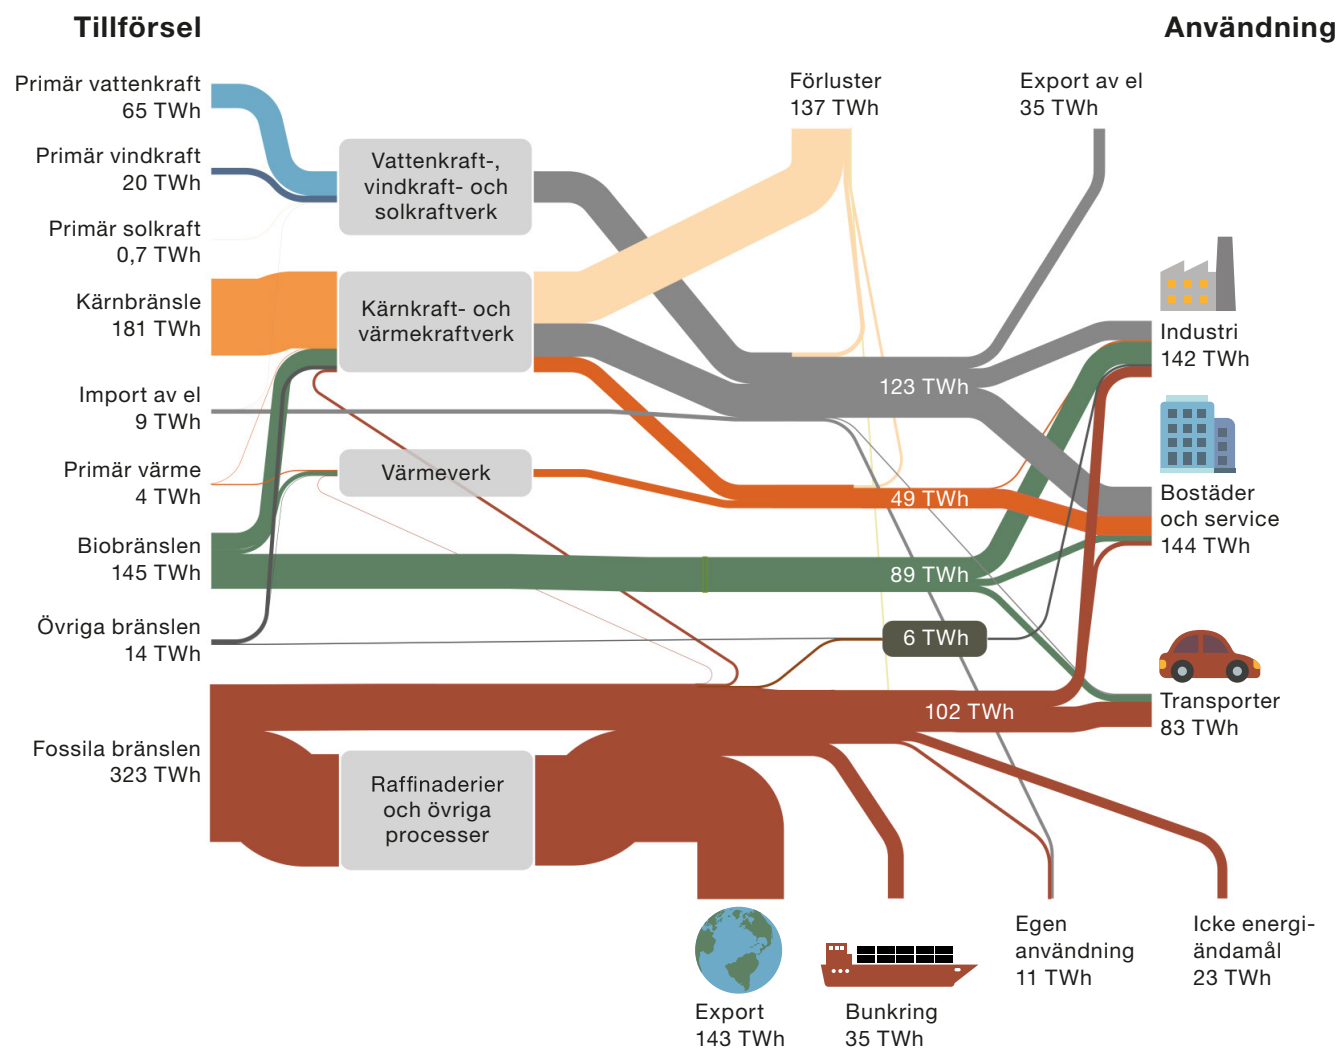 Tillförsel
Användning
Primär vattenkraft
65 TWh
Primär vindkraft
20 TWh
Primär solkraft
0,7 TWh
Kärnbränsle
181 TWh
Import av el
9 TWh
Primär värme
4 TWh
Biobränslen
145 TWh
Övriga bränslen
14 TWh
Fossila bränslen
323 TWh
Vattenkraft-,
vindkraft- och
solkraftverk
Kärnkraft- och
värmekraftverk
Värmeverk
Raffinaderier
och övriga
processer
Förluster
137 TWh
Export av el
35 TWh
123 TWh
49 TWh
89 TWh
6 TWh
102 TWh
Industri
142 TWh
Bostäder
och service
144 TWh
Transporter
83 TWh
Export
143 TWh
Bunkring
35 TWh
Egen
användning
11 TWh
Icke energi-
ändamål
23 TWh